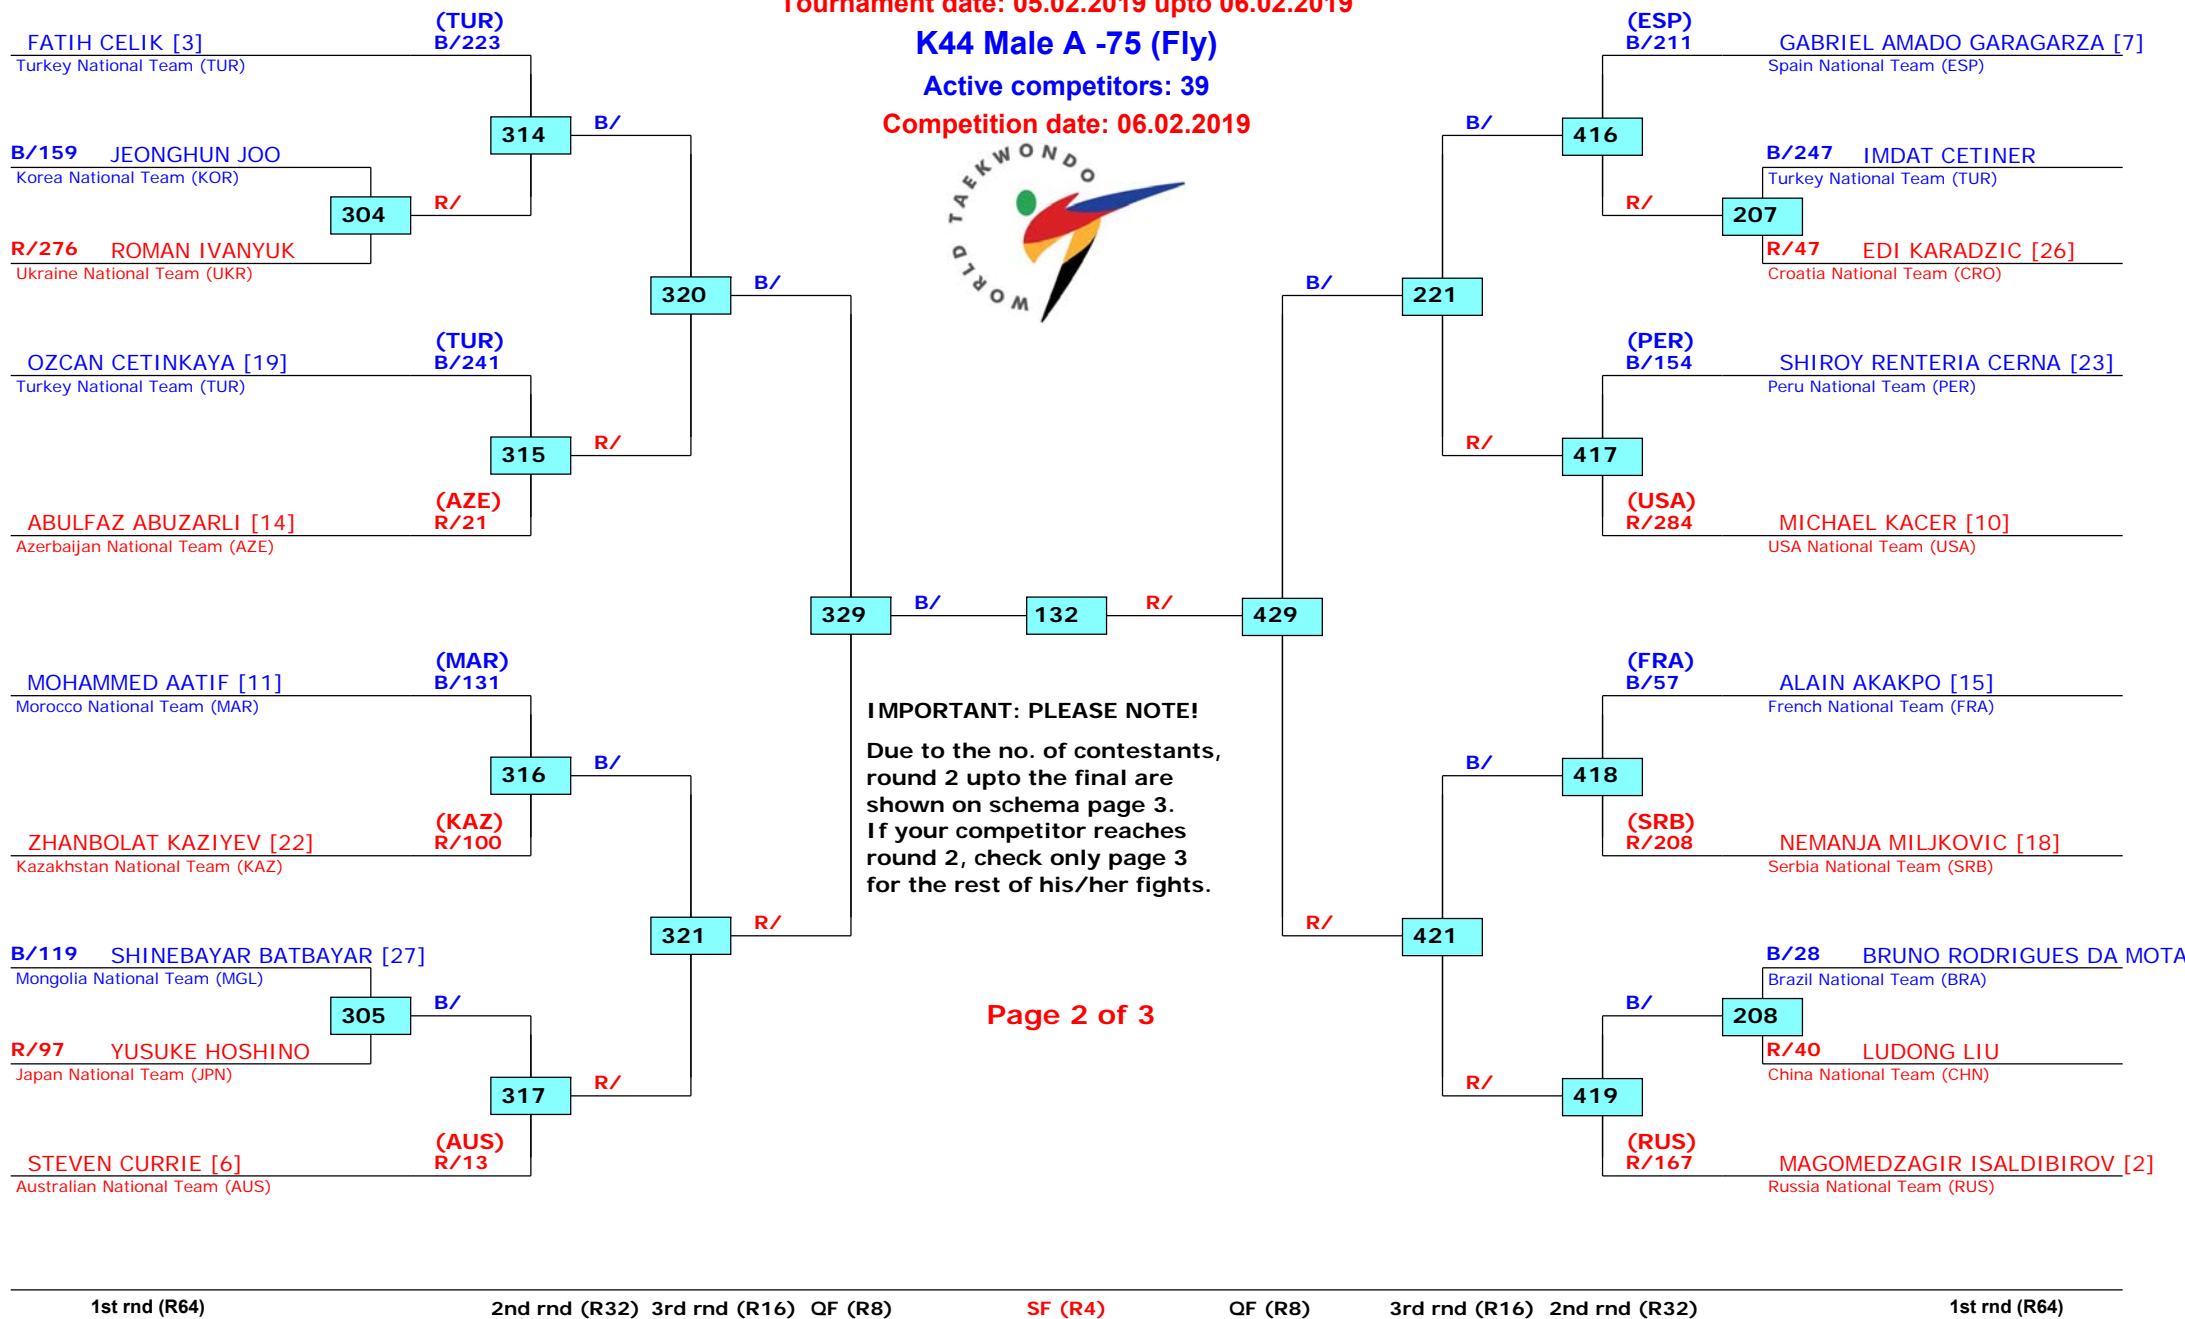 Tournament date: 05.02.2019 upto 06.02.2019
K44 Male A -75 (Fly)
Active competitors: 39
Competition date: 06.02.2019
WORLD TAEKWONDO
(TUR)
FATIH CELIK [3] B/223
Turkey National Team (TUR)
314 B/
B/159 JEONGHUN JOO
Korea National Team (KOR)
304 R/
R/276 ROMAN IVANYUK
Ukraine National Team (UKR)
320 B/
(TUR)
OZCAN CETINKAYA [19] B/241
Turkey National Team (TUR)
315 R/
(AZE)
ABULFAZ ABUZARLI [14] R/21
Azerbaijan National Team (AZE)
329 B/ 132 R/ 429
(MAR)
MOHAMMED AATIF [11] B/131
Morocco National Team (MAR)
316 B/
(KAZ)
ZHANBOLAT KAZIYEV [22] R/100
Kazakhstan National Team (KAZ)
321 R/
B/119 SHINEBAYAR BATBAYAR [27]
Mongolia National Team (MGL)
305 B/
R/97 YUSUKE HOSHINO
Japan National Team (JPN)
317 R/
(AUS)
STEVEN CURRIE [6] R/13
Australian National Team (AUS)
IMPORTANT: PLEASE NOTE!
Due to the no. of contestants,
round 2 upto the final are
shown on schema page 3.
If your competitor reaches
round 2, check only page 3
for the rest of his/her fights.
Page 2 of 3
(ESP)
B/211 GABRIEL AMADO GARAGARZA [7]
Spain National Team (ESP)
B/ 416
B/247 IMDAT CETINER
Turkey National Team (TUR)
R/ 207
R/47 EDI KARADZIC [26]
Croatia National Team (CRO)
B/ 221
(PER)
B/154 SHIROY RENTERIA CERNA [23]
Peru National Team (PER)
R/ 417
(USA)
R/284 MICHAEL KACER [10]
USA National Team (USA)
(FRA)
B/57 ALAIN AKAKPO [15]
French National Team (FRA)
B/ 418
(SRB)
R/208 NEMANJA MILJKOVIC [18]
Serbia National Team (SRB)
R/ 421
B/28 BRUNO RODRIGUES DA MOTA
Brazil National Team (BRA)
B/ 208
R/40 LUDONG LIU
China National Team (CHN)
R/ 419
(RUS)
R/167 MAGOMEDZAGIR ISALDIBIROV [2]
Russia National Team (RUS)
1st rnd (R64) 2nd rnd (R32) 3rd rnd (R16) QF (R8) SF (R4) QF (R8) 3rd rnd (R16) 2nd rnd (R32) 1st rnd (R64)